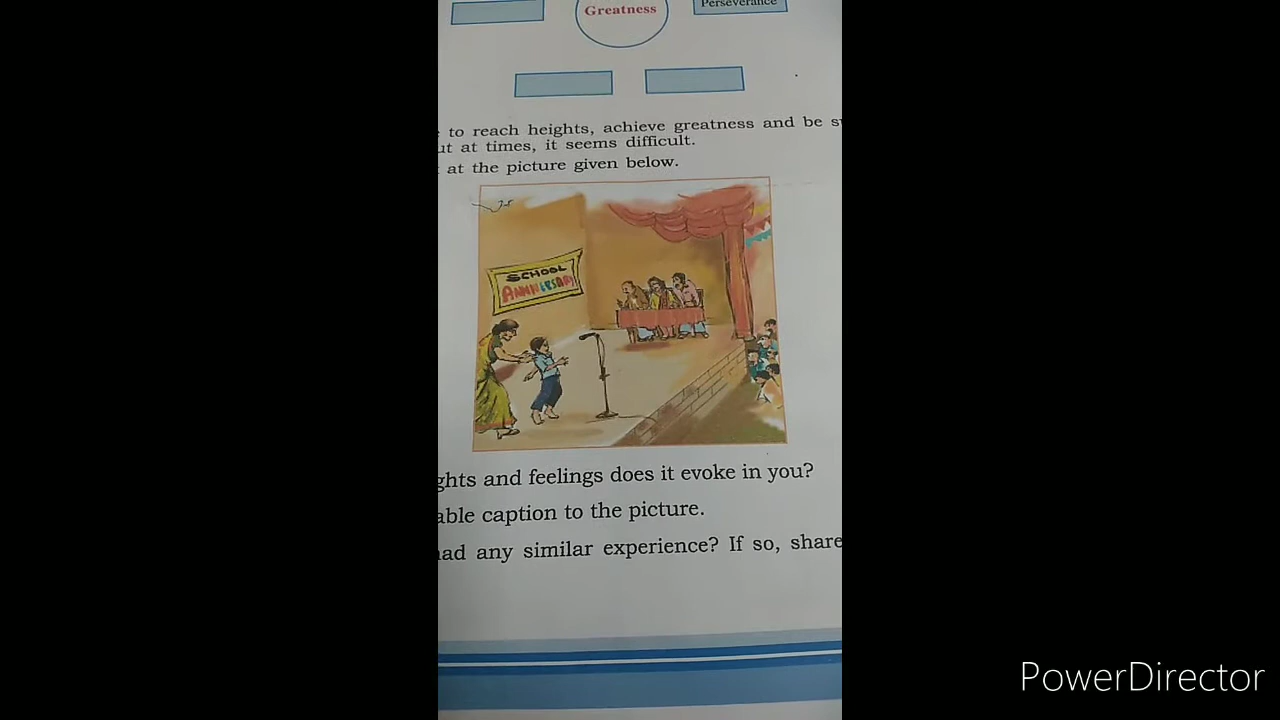 Greatness
Perseverance
to reach heights, achieve greatness and be
ut at times, it seems difficult.
at the picture given below.
SCHOOL
ANNIVERSARY
ghts and feelings does it evoke in you?
able caption to the picture.
had any similar experience? If so, share
PowerDirector